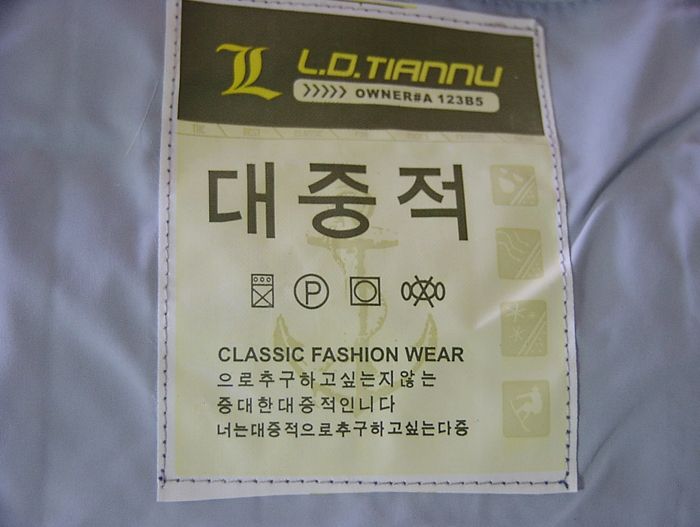 L L.D.TIANNU
>>>>> OWNER#A 123B5
대중적
P
CLASSIC FASHION WEAR
으로추구하고싶는지않는
중대한대중적인니다
너는대중적으로추구하고싶는다중